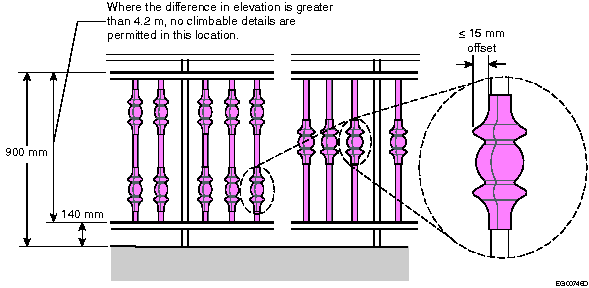 Where the difference in elevation is greater
than 4.2 m, no climbable details are
permitted in this location.
≤ 15 mm
offset
900 mm
140 mm
EG00746D